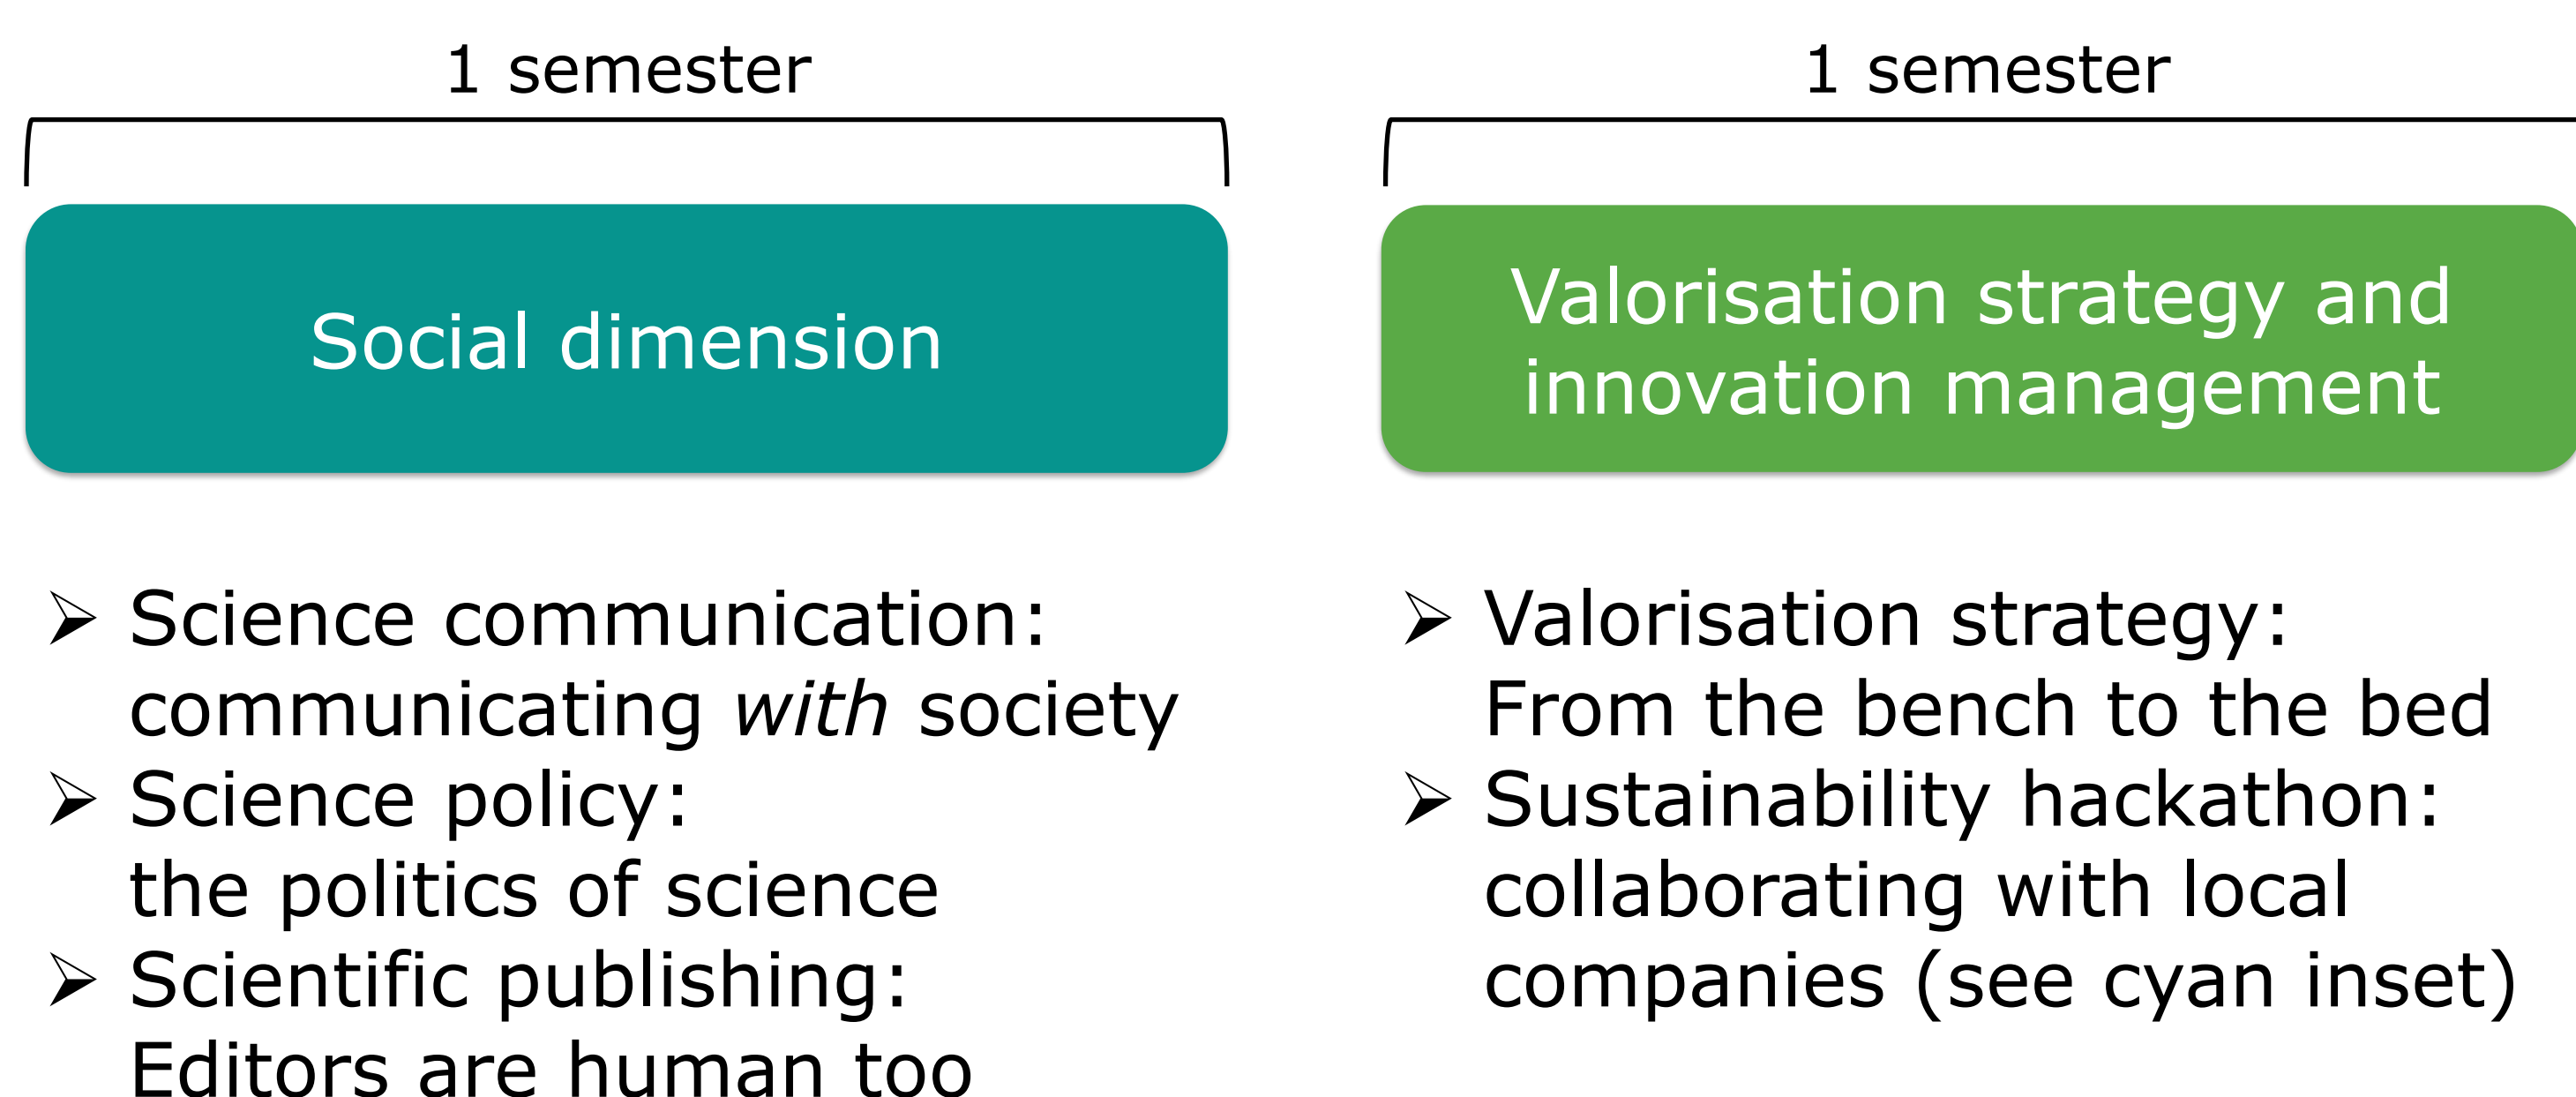 1 semester
Social dimension
➢ Science communication:
communicating with society
➢ Science policy:
the politics of science
➢ Scientific publishing:
Editors are human too
1 semester
Valorisation strategy and
innovation management
➢ Valorisation strategy:
From the bench to the bed
➢ Sustainability hackathon:
collaborating with local
companies (see cyan inset)